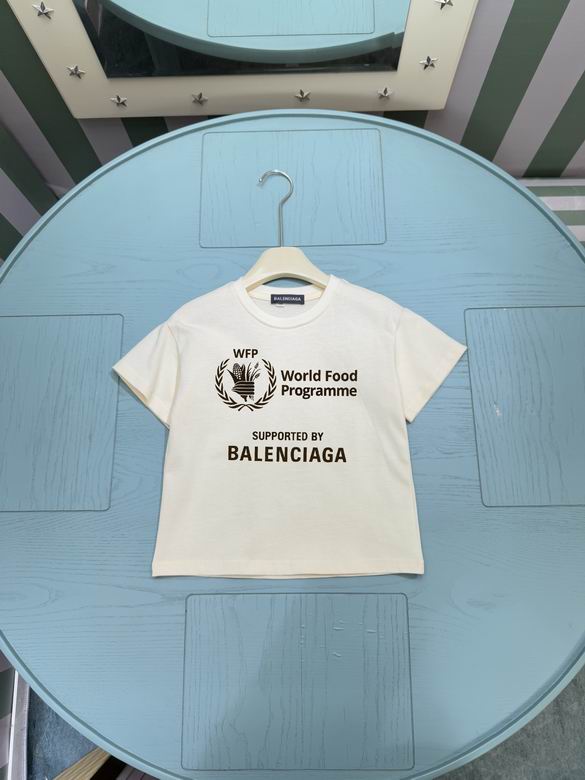 BALENCIAGA
WFP
World Food
Programme
SUPPORTED BY
BALENCIAGA